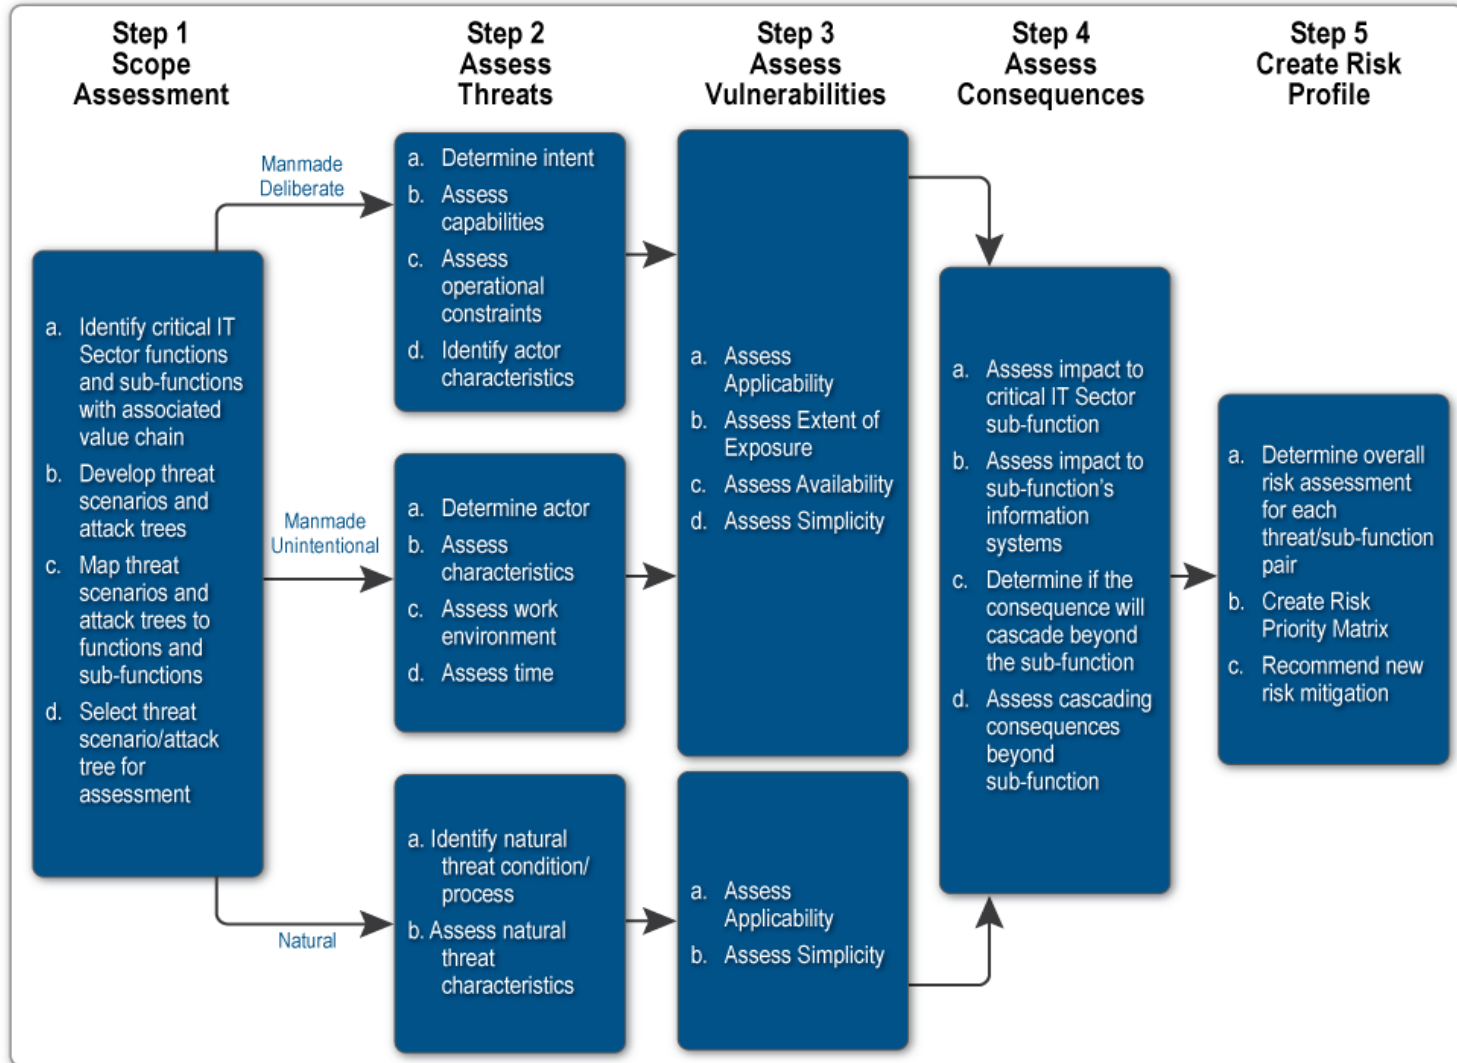 Step 1
Scope
Assessment
Step 2
Assess
Threats
Step 3
Assess
Vulnerabilities
Step 4
Assess
Consequences
Step 5
Create Risk
Profile
Manmade
Deliberate
Manmade
Unintentional
Natural
a. Identify critical IT
Sector functions
and sub-functions
with associated
value chain
b. Develop threat
scenarios and
attack trees
c. Map threat
scenarios and
attack trees to
functions and
sub-functions
d. Select threat
scenario/attack
tree for
assessment
a. Determine intent
b. Assess
capabilities
c. Assess
operational
constraints
d. Identify actor
characteristics
a. Determine actor
b. Assess
characteristics
c. Assess work
environment
d. Assess time
a. Identify natural
threat condition/
process
b. Assess natural
threat
characteristics
a. Assess
Applicability
b. Assess Extent of
Exposure
c. Assess Availability
d. Assess Simplicity
a. Assess
Applicability
b. Assess Simplicity
a. Assess impact to
critical IT Sector
sub-function
b. Assess impact to
sub-function's
information
systems
c. Determine if the
consequence will
cascade beyond
the sub-function
d. Assess cascading
consequences
beyond
sub-function
a. Determine overall
risk assessment
for each
threat/sub-function
pair
b. Create Risk
Priority Matrix
c. Recommend new
risk mitigation